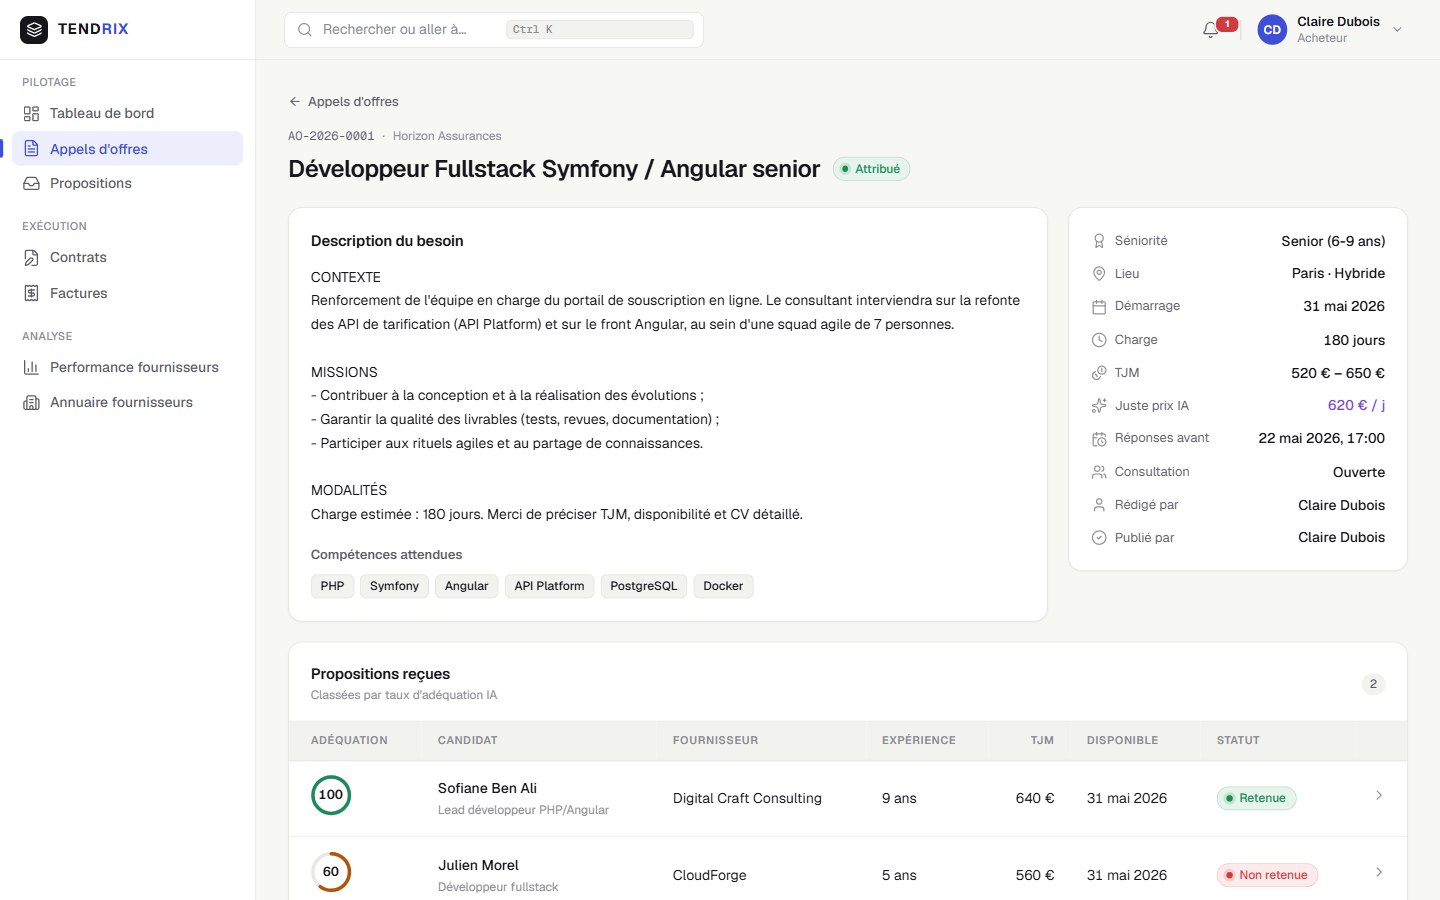 TENDRIX
Rechercher ou aller à...
Ctrl K
1
CD
Claire Dubois
Acheteur
PILOTAGE
Tableau de bord
Appels d'offres
Propositions
EXÉCUTION
Contrats
Factures
ANALYSE
Performance fournisseurs
Annuaire fournisseurs
Appels d'offres
AO-2026-0001 · Horizon Assurances
Développeur Fullstack Symfony / Angular senior
Attribué
Description du besoin
CONTEXTE
Renforcement de l'équipe en charge du portail de souscription en ligne. Le consultant interviendra sur la refonte
des API de tarification (API Platform) et sur le front Angular, au sein d'une squad agile de 7 personnes.
MISSIONS
- Contribuer à la conception et à la réalisation des évolutions ;
- Garantir la qualité des livrables (tests, revues, documentation) ;
- Participer aux rituels agiles et au partage de connaissances.
MODALITÉS
Charge estimée : 180 jours. Merci de préciser TJM, disponibilité et CV détaillé.
Compétences attendues
PHP Symfony Angular API Platform PostgreSQL Docker
Séniorité Senior (6-9 ans)
Lieu Paris · Hybride
Démarrage 31 mai 2026
Charge 180 jours
TJM 520 € – 650 €
Juste prix IA 620 € / j
Réponses avant 22 mai 2026, 17:00
Consultation Ouverte
Rédigé par Claire Dubois
Publié par Claire Dubois
Propositions reçues
Classées par taux d'adéquation IA
2
ADÉQUATION CANDIDAT FOURNISSEUR EXPÉRIENCE TJM DISPONIBLE STATUT
100 Sofiane Ben Ali Digital Craft Consulting 9 ans 640 € 31 mai 2026 Retenue
Lead développeur PHP/Angular
60 Julien Morel CloudForge 5 ans 560 € 31 mai 2026 Non retenue
Développeur fullstack